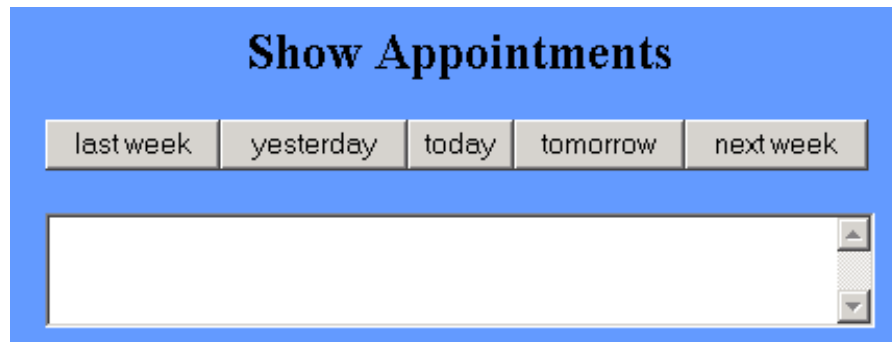 Show Appointments
last week yesterday today tomorrow next week